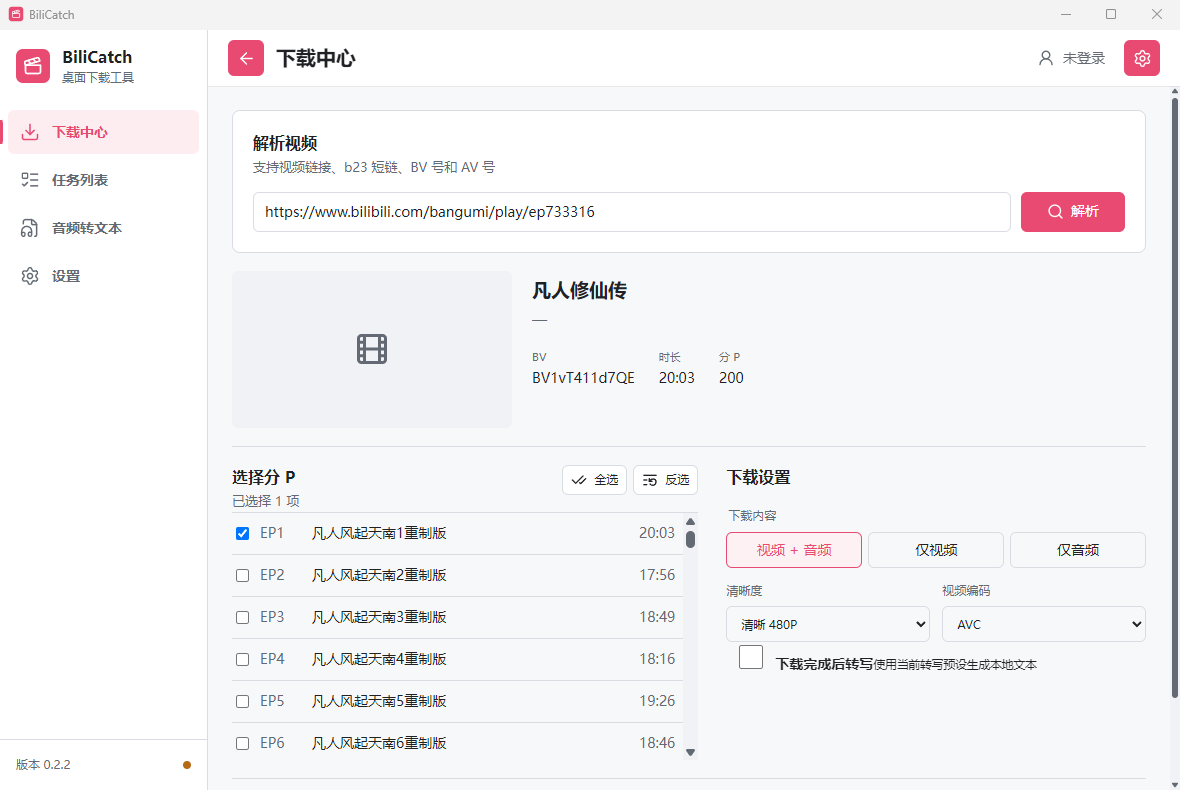 BiliCatch
BiliCatch
桌面下载工具
下载中心
任务列表
音频转文本
设置
版本 0.2.2
下载中心
未登录
解析视频
支持视频链接、b23 短链、BV 号和 AV 号
https://www.bilibili.com/bangumi/play/ep733316
解析
凡人修仙传
—
BV 时长 分 P
BV1vT411d7QE 20:03 200
选择分 P
已选择 1 项
全选 反选
EP1 凡人风起天南1重制版 20:03
EP2 凡人风起天南2重制版 17:56
EP3 凡人风起天南3重制版 18:49
EP4 凡人风起天南4重制版 18:16
EP5 凡人风起天南5重制版 19:26
EP6 凡人风起天南6重制版 18:46
下载设置
下载内容
视频 + 音频 仅视频 仅音频
清晰度 视频编码
清晰 480P AVC
下载完成后转写使用当前转写预设生成本地文本